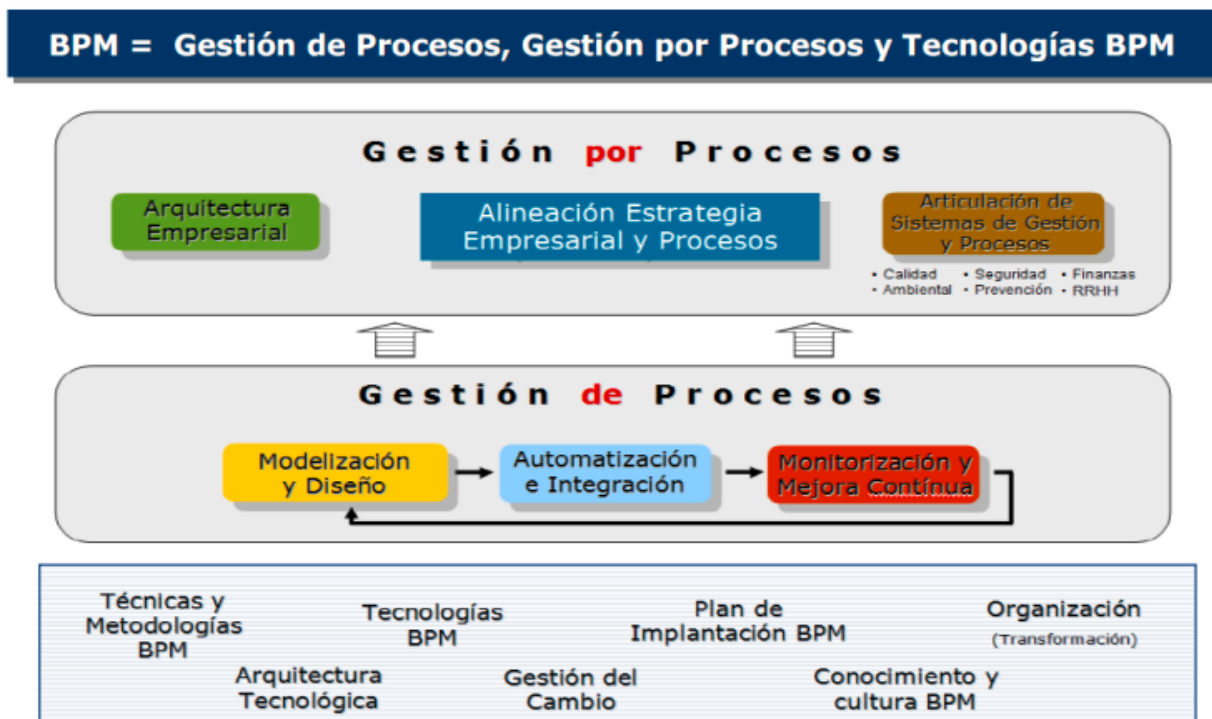 BPM = Gestión de Procesos, Gestión por Procesos y Tecnologías BPM
Gestión por Procesos
Arquitectura
Empresarial
Alineación Estrategia
Empresarial y Procesos
Articulación de
Sistemas de Gestión
y Procesos
• Calidad • Seguridad • Finanzas
• Ambiental • Prevención • RRHH
Gestión de Procesos
Modelización
y Diseño
Automatización
e Integración
Monitorización y
Mejora Contínua
Técnicas y
Metodologías
BPM
Tecnologías
BPM
Plan de
Implantación BPM
Organización
(Transformación)
Arquitectura
Tecnológica
Gestión del
Cambio
Conocimiento y
cultura BPM